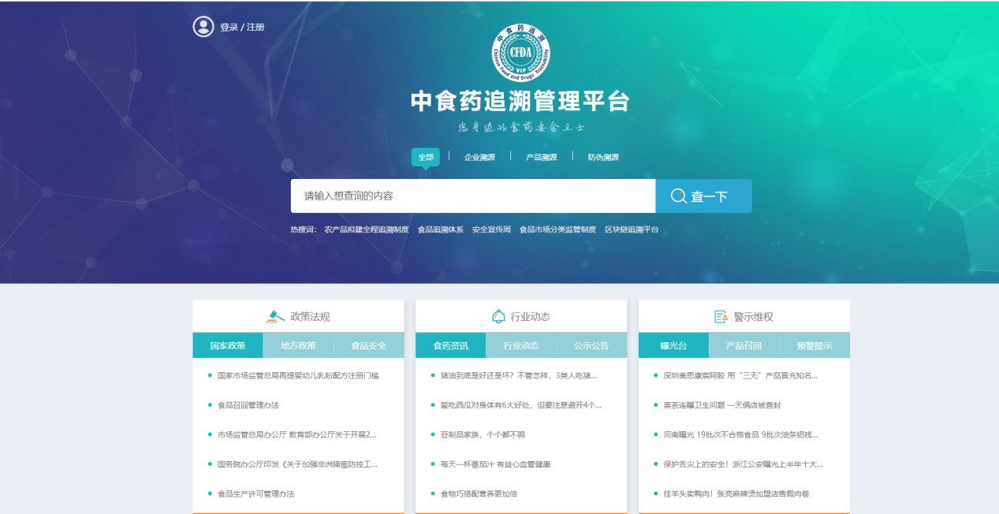 登录 / 注册
中食药追溯
CFDA
VIP
Chinese Food and Drugs Traceability
中食药追溯管理平台
您身边的食药安全卫士
全部 企业溯源 产品溯源 防伪溯源
请输入想查询的内容 查一下
热搜词： 农产品拟建全程追溯制度 食品追溯体系 安全宣传周 食品市场分类监管制度 区块链追溯平台
政策法规
国家政策 地方政策 食品安全
国家市场监管总局再提婴幼儿乳粉配方注册门槛
食品召回管理办法
市场监管总局办公厅 教育部办公厅关于开展2...
国务院办公厅印发《关于加强非洲猪瘟防控工...
食品生产许可管理办法
行业动态
食药资讯 行业动态 公示公告
猪油到底是好还是坏？不管怎样，3类人吃猪...
爱吃西瓜对身体有6大好处，但要注意避开4个...
豆制品家族，个个都不弱
每天一杯番茄汁 有益心血管健康
食物巧搭配营养更加倍
警示维权
曝光台 产品召回 预警提示
深圳美思康宸阿胶 用“三无”产品冒充知名...
喜茶连曝卫生问题 一天俩店被查封
河南曝光 19批次不合格食品 9批次油条铝残...
保护舌尖上的安全！浙江公安曝光上半年十大...
挂羊头卖鸭肉！张亮麻辣烫加盟店售假肉卷